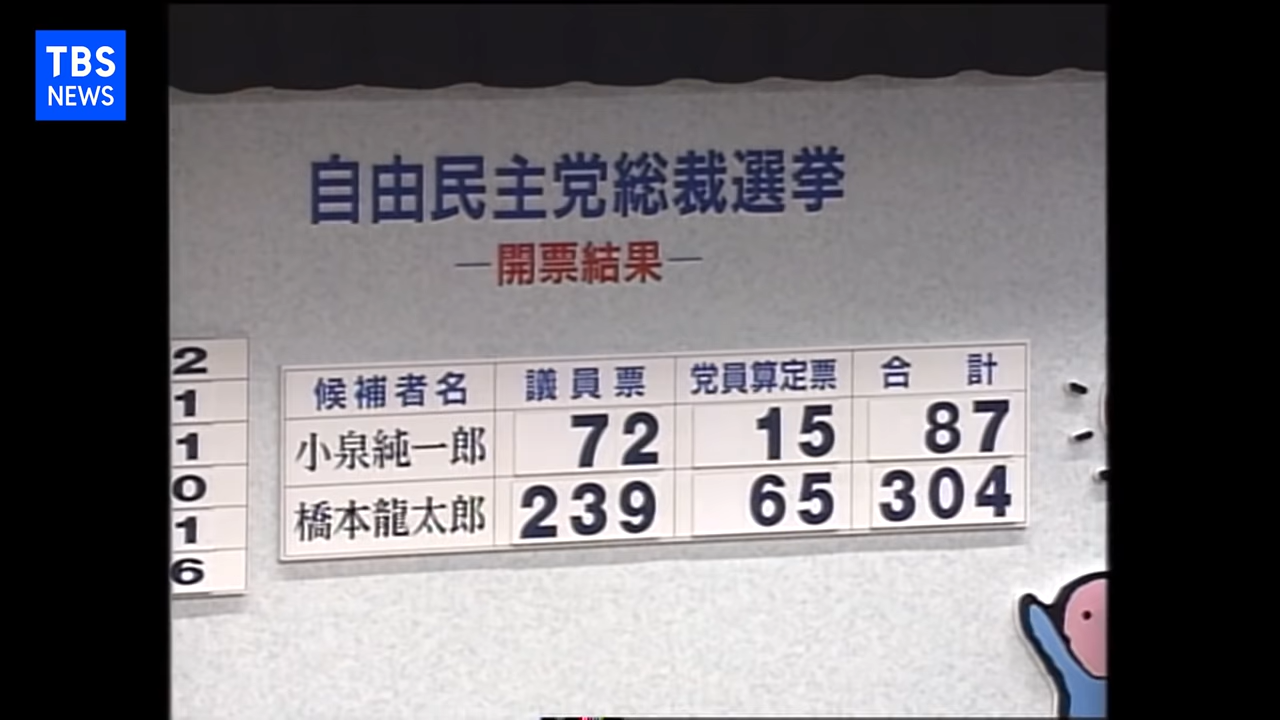 TBS
NEWS
自由民主党総裁選挙
―開票結果―
2
1
1
0
1
6
候補者名 議員票 党員算定票 合計
小泉純一郎 72 15 87
橋本龍太郎 239 65 304